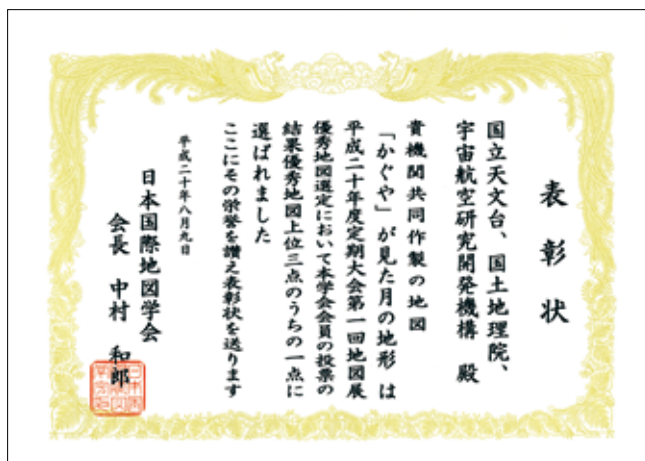 表彰状
国立天文台、国土地理院、
宇宙航空研究開発機構　殿
貴機関共同作製の地図
「かぐや」が見た月の地形」は
平成二十年度定期大会第一回地図展
優秀地図選定において本学会会員の投票の
結果優秀地図上位三点のうちの一点に
選ばれました
ここにその栄誉を讃え表彰状を送ります
平成二十年八月九日
日本国際地図学会
会長　中村　和郎